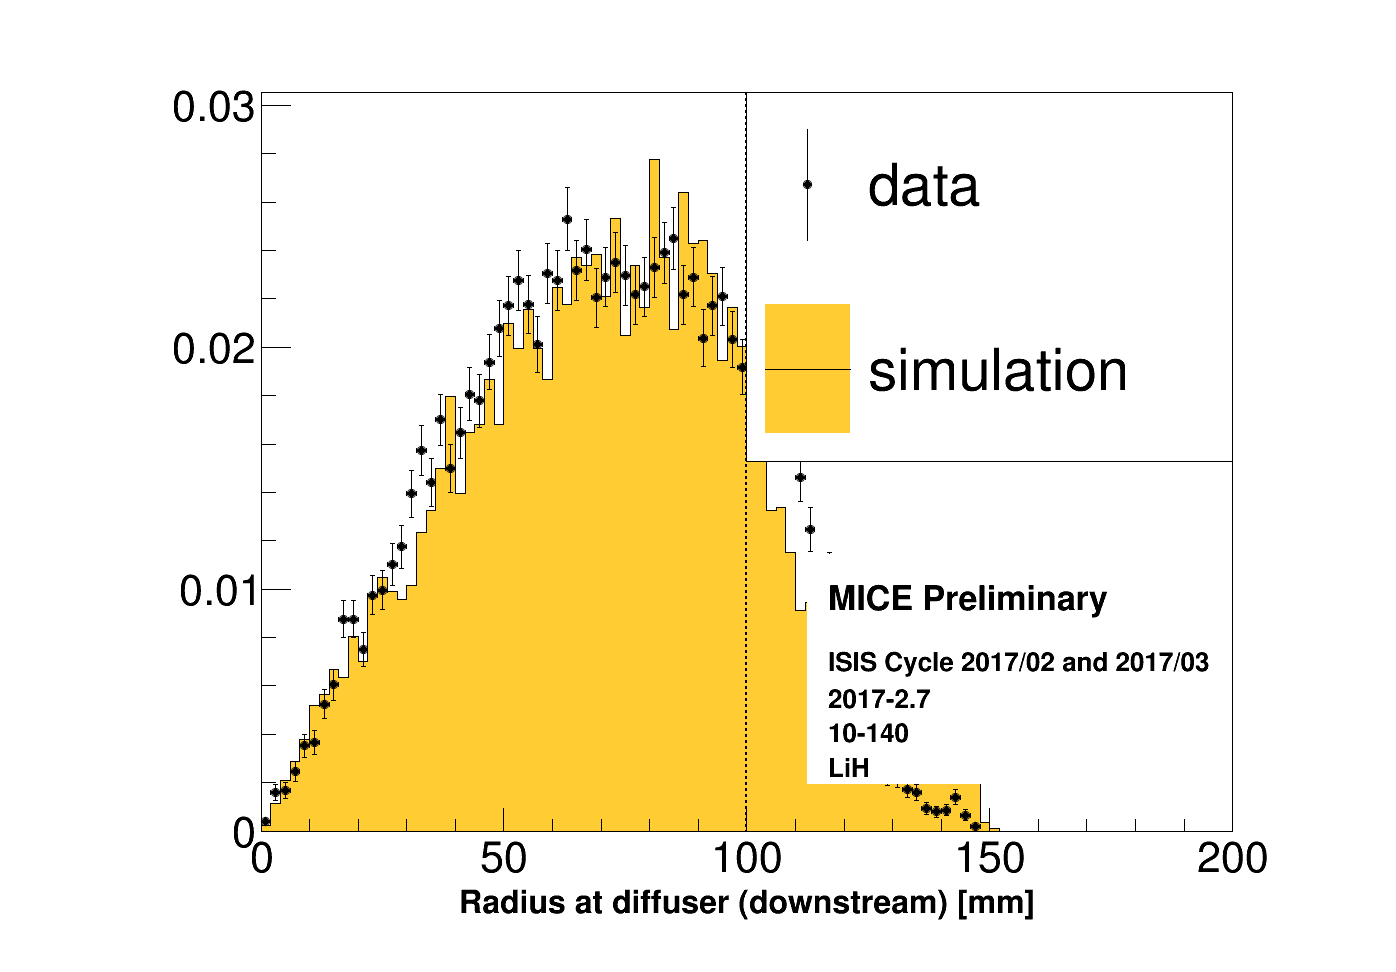 0.03
data
0.02
simulation
0.01
MICE Preliminary
ISIS Cycle 2017/02 and 2017/03
2017-2.7
10-140
LiH
0
0 50 100 150 200
Radius at diffuser (downstream) [mm]